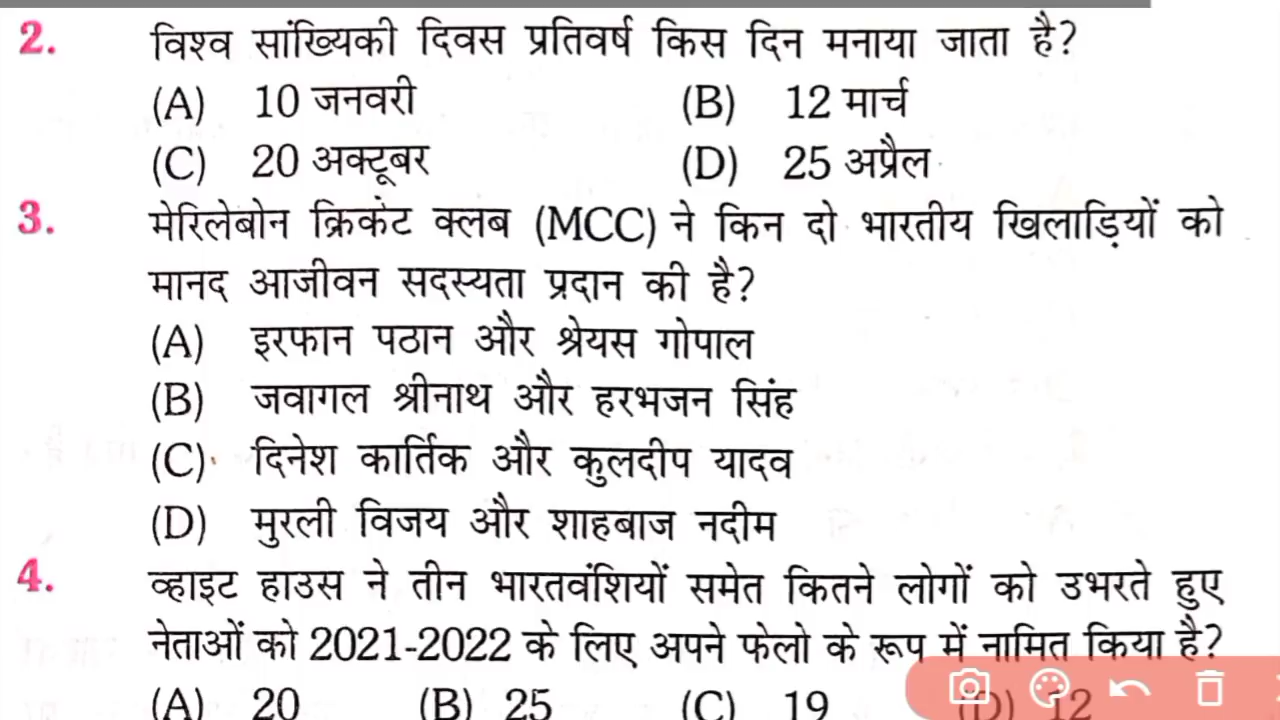 2. विश्व सांख्यिकी दिवस प्रतिवर्ष किस दिन मनाया जाता है?
(A) 10 जनवरी (B) 12 मार्च
(C) 20 अक्टूबर (D) 25 अप्रैल
3. मेरिलेबोन क्रिकेट क्लब (MCC) ने किन दो भारतीय खिलाड़ियों को
मानद आजीवन सदस्यता प्रदान की है?
(A) इरफान पठान और श्रेयस गोपाल
(B) जवागल श्रीनाथ और हरभजन सिंह
(C) दिनेश कार्तिक और कुलदीप यादव
(D) मुरली विजय और शाहबाज नदीम
4. व्हाइट हाउस ने तीन भारतवंशियों समेत कितने लोगों को उभरते हुए
नेताओं को 2021-2022 के लिए अपने फेलो के रूप में नामित किया है?
(A) 20 (B) 25 (C) 19 (D) 12